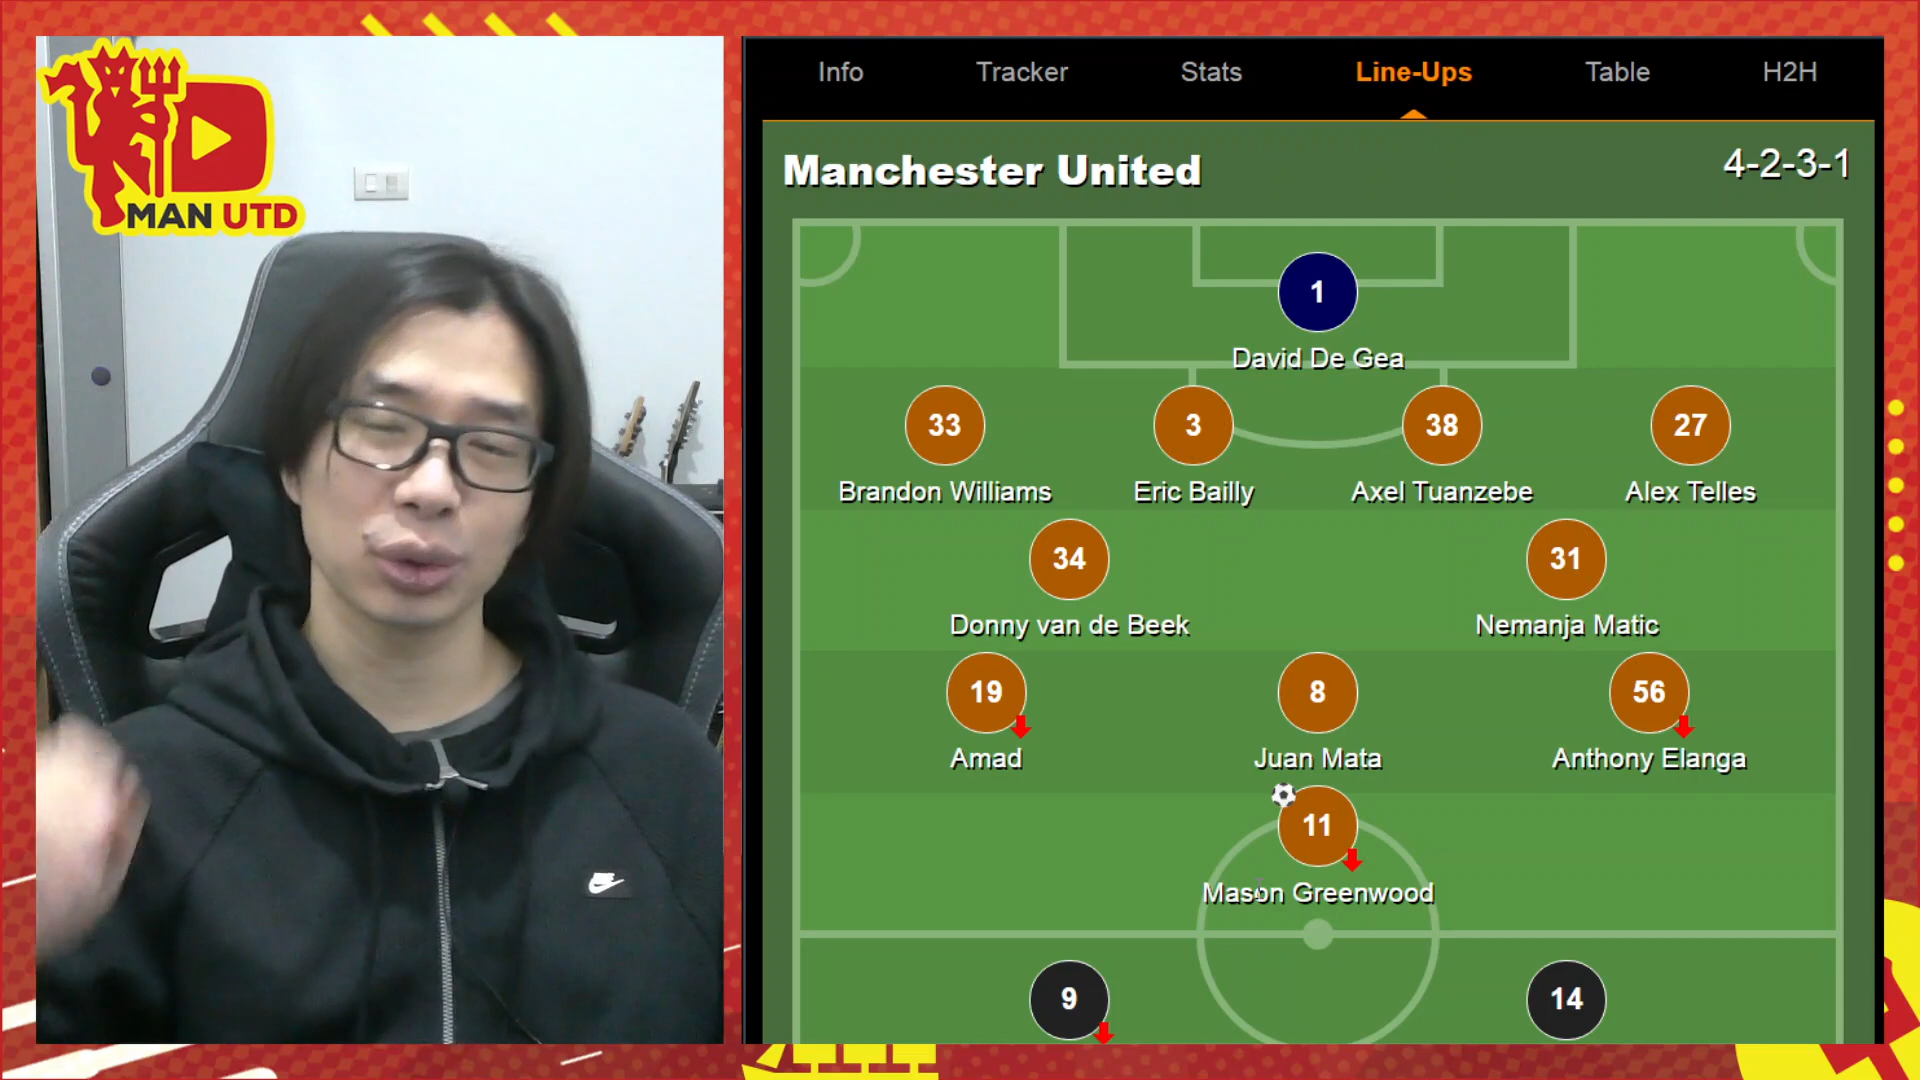 MAN UTD
Info Tracker Stats Line-Ups Table H2H
Manchester United 4-2-3-1
1
David De Gea
33 3 38 27
Brandon Williams Eric Bailly Axel Tuanzebe Alex Telles
34 31
Donny van de Beek Nemanja Matic
19 8 56
Amad Juan Mata Anthony Elanga
11
Mason Greenwood
9 14